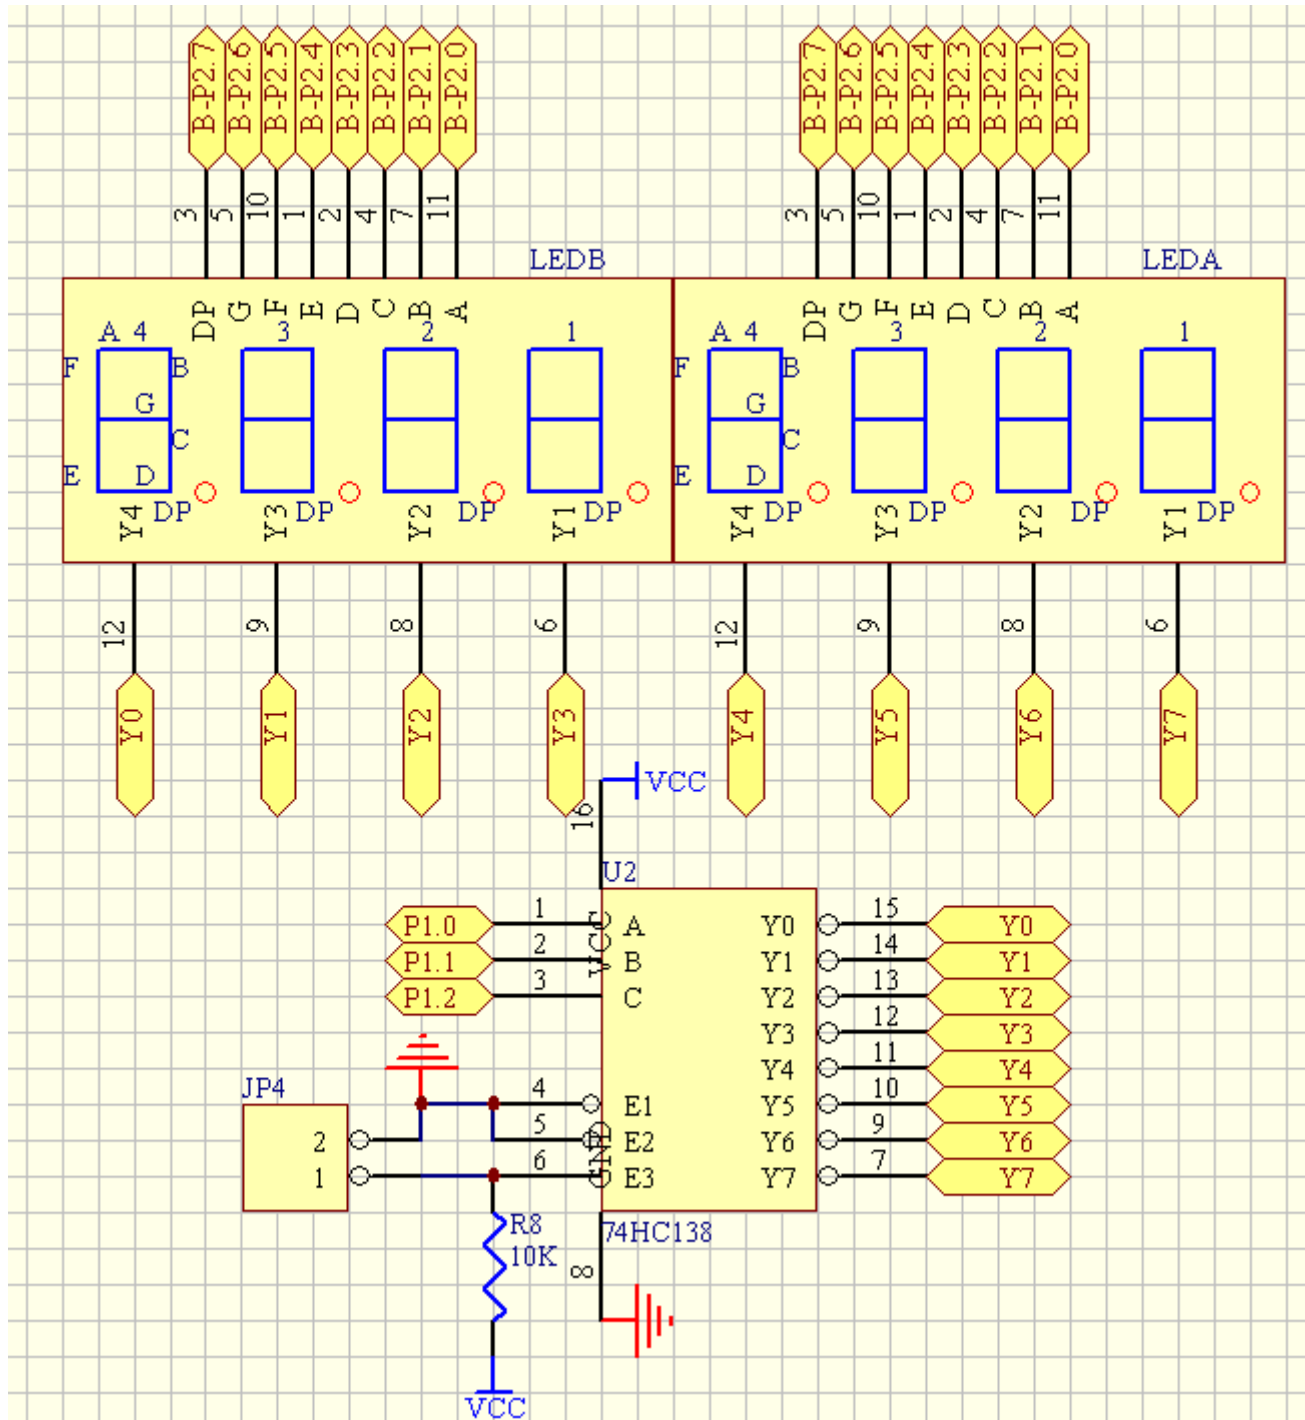 B-P2.7 B-P2.6 B-P2.5 B-P2.4 B-P2.3 B-P2.2 B-P2.1 B-P2.0 B-P2.7 B-P2.6 B-P2.5 B-P2.4 B-P2.3 B-P2.2 B-P2.1 B-P2.0
3 5 10 1 2 4 7 11 3 5 10 1 2 4 7 11
LEDB LEDA
DP G F E D C B A DP G F E D C B A
A 4 3 2 1 A 4 3 2 1
F B F B
G G
C C
E D E D
DP DP DP DP DP DP DP DP
Y4 Y3 Y2 Y1 Y4 Y3 Y2 Y1
12 9 8 6 12 9 8 6
Y0 Y1 Y2 Y3 Y4 Y5 Y6 Y7
VCC
16
U2
P1.0 1 A Y0 15 Y0
VCC
P1.1 2 B Y1 14 Y1
P1.2 3 C Y2 13 Y2
Y3 12 Y3
Y4 11 Y4
JP4
4 E1 Y5 10 Y5
2 5 E2 Y6 9 Y6
GND
1 6 E3 Y7 7 Y7
R8 74HC138
10K
8
VCC